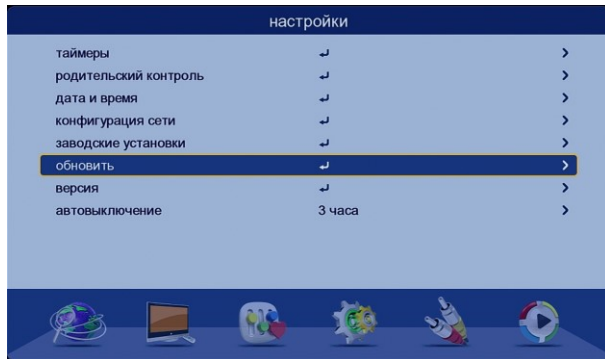 настройки
таймеры
родительский контроль
дата и время
конфигурация сети
заводские установки
обновить
версия
автовыключение 3 часа